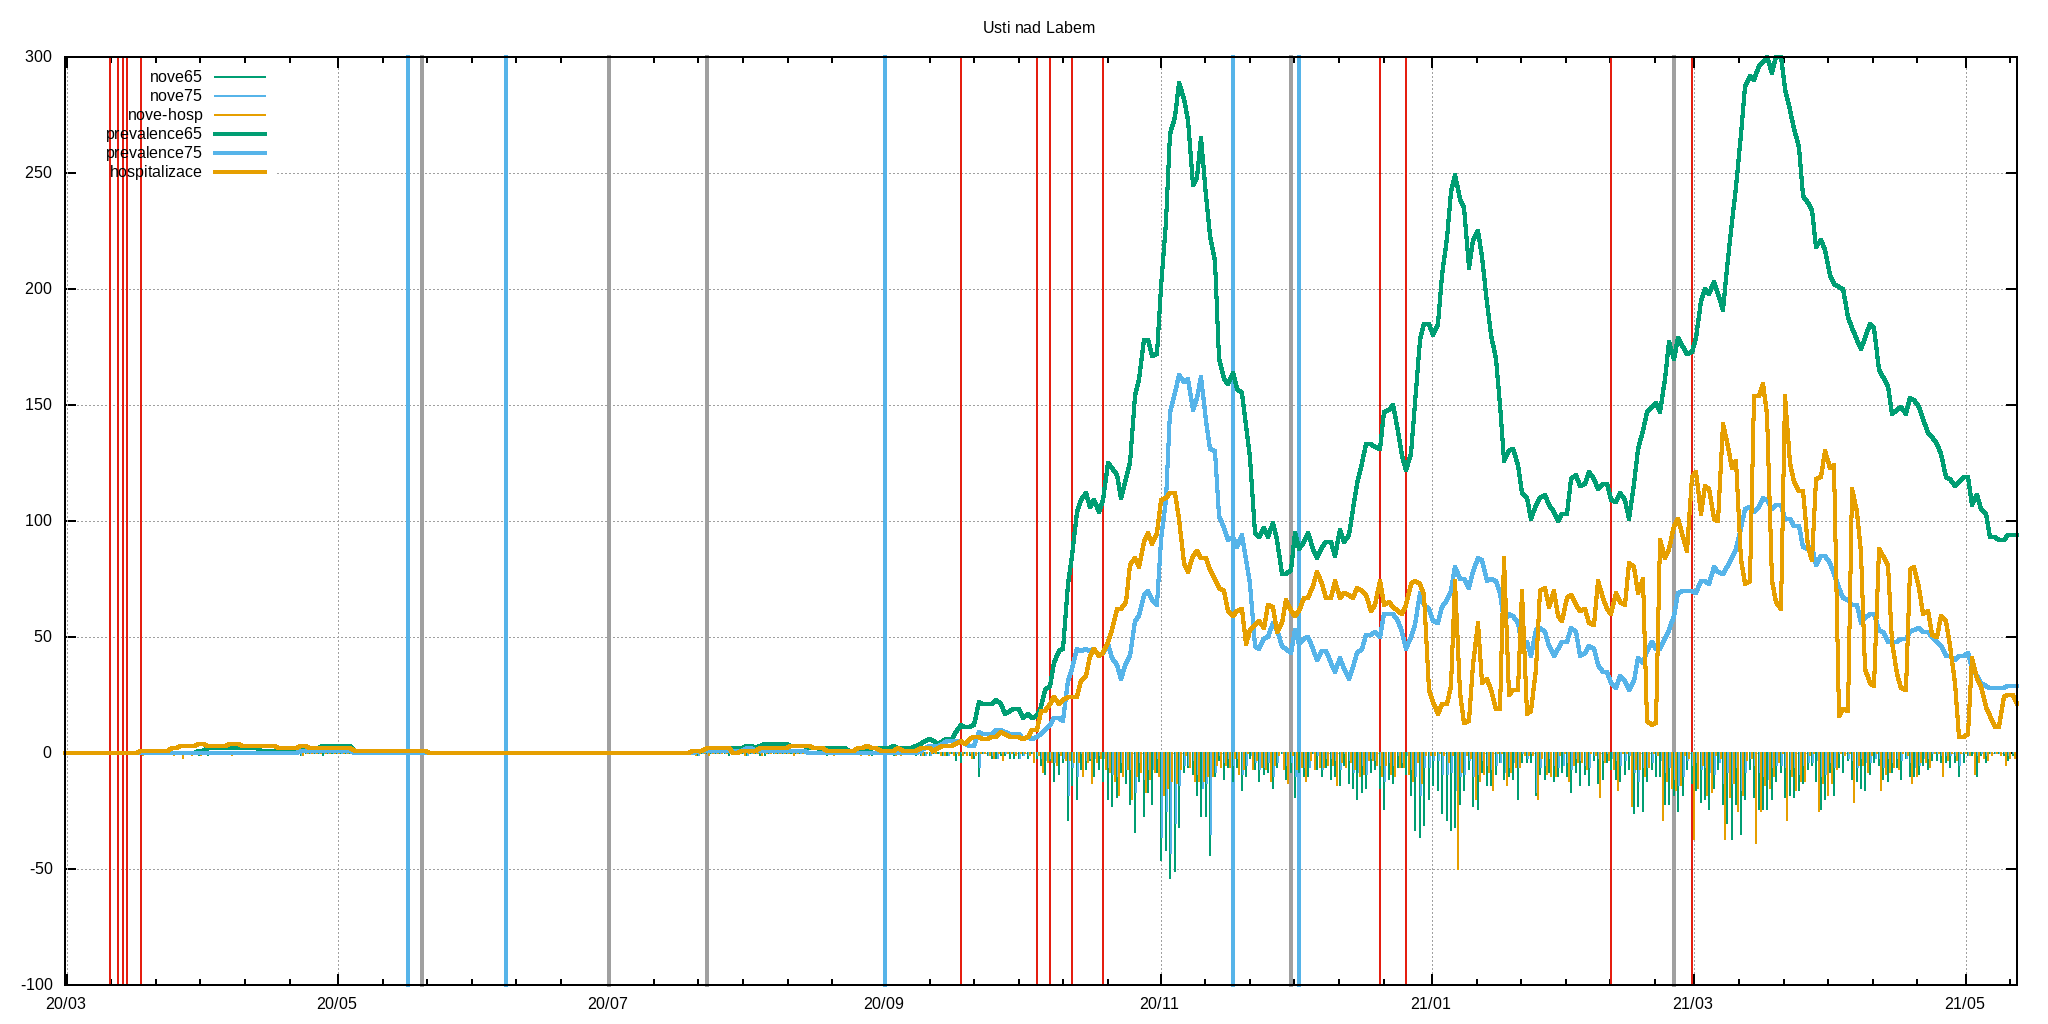 Usti nad Labem
300
250
200
150
100
50
0
-50
-100
nove65
nove75
nove-hosp
prevalence65
prevalence75
hospitalizace
20/03 20/05 20/07 20/09 20/11 21/01 21/03 21/05